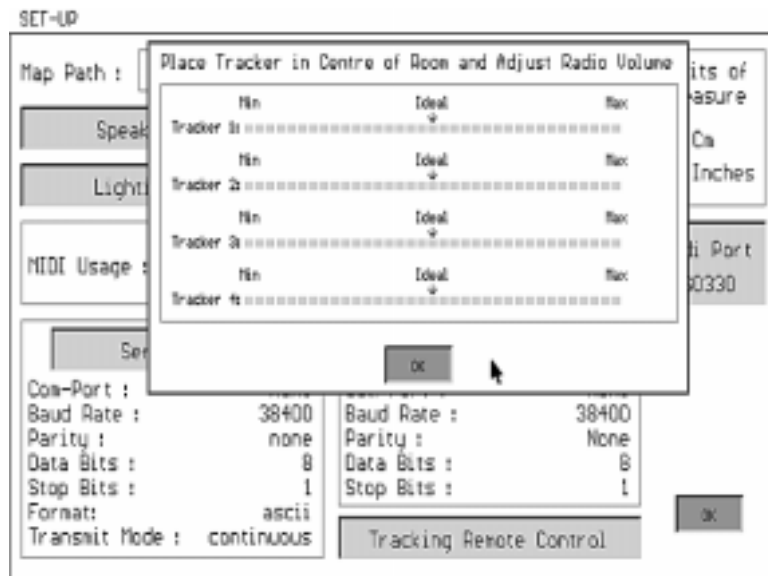 SET-UP
Place Tracker in Centre of Room and Adjust Radio Volume
Map Path :
Min Ideal Max
Tracker 1:
Min Ideal Max
Tracker 2:
Min Ideal Max
Tracker 3:
Min Ideal Max
Tracker 4:
OK
its of
asure
Cm
Inches
Speak
Lighti
MIDI Usage :
di Port
0330
Ser
Com-Port :
Baud Rate : 38400
Parity : none
Data Bits : 8
Stop Bits : 1
Format: ascii
Transmit Mode : continuous
Baud Rate : 38400
Parity : None
Data Bits : 8
Stop Bits : 1
Tracking Remote Control
OK